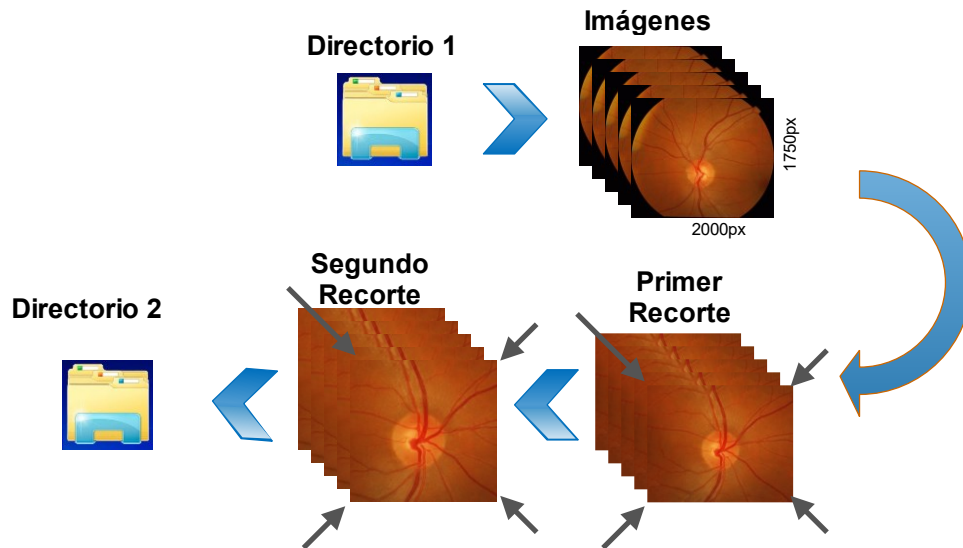 Imágenes
Directorio 1
1750px
2000px
Segundo
Recorte
Primer
Recorte
Directorio 2